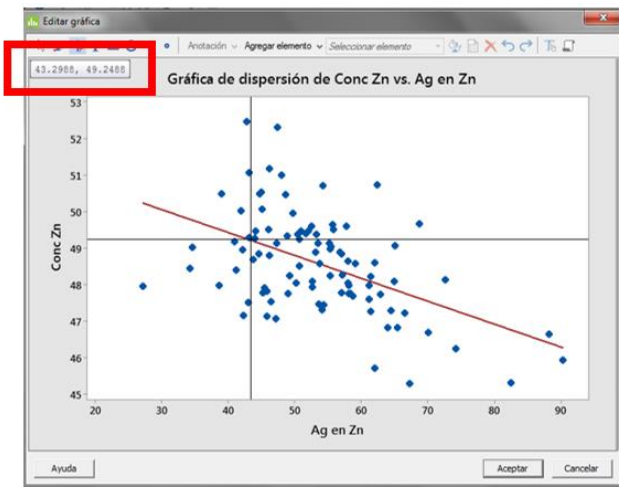 Editar gráfica
Anotación Agregar elemento Seleccionar elemento
43.2988, 49.2488
Gráfica de dispersión de Conc Zn vs. Ag en Zn
53
52
51
50
49
48
47
46
45
Conc Zn
20 30 40 50 60 70 80 90
Ag en Zn
Ayuda Aceptar Cancelar